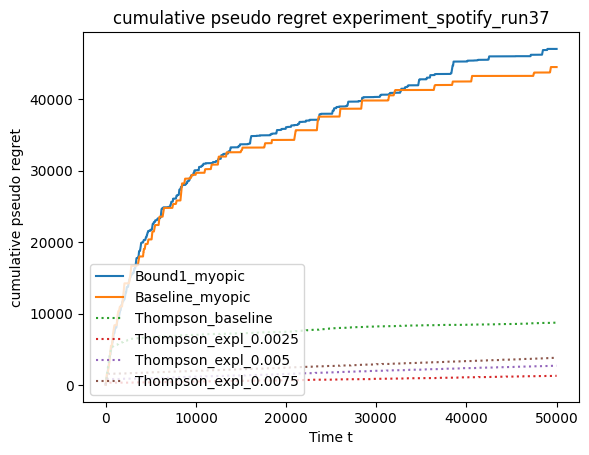 cumulative pseudo regret experiment_spotify_run37
cumulative pseudo regret
40000
30000
20000
10000
0
Bound1_myopic
Baseline_myopic
Thompson_baseline
Thompson_expl_0.0025
Thompson_expl_0.005
Thompson_expl_0.0075
0 10000 20000 30000 40000 50000
Time t